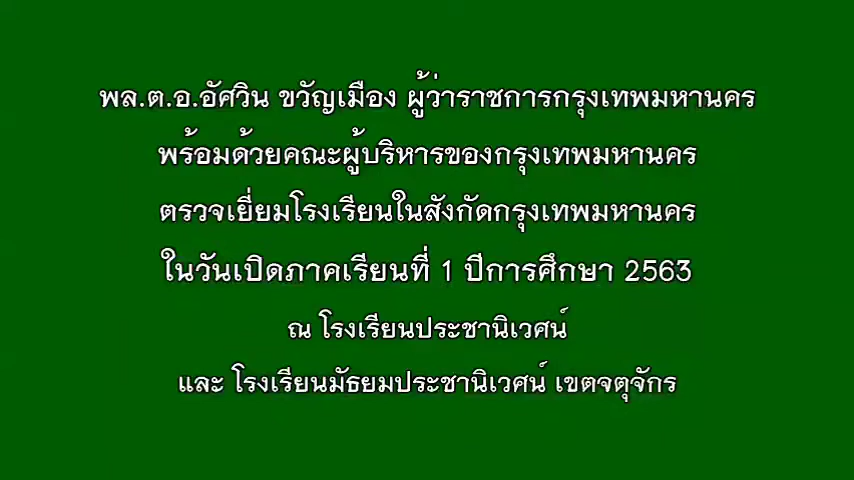 พล.ต.อ.อัศวิน ขวัญเมือง ผู้ว่าราชการกรุงเทพมหานคร
พร้อมด้วยคณะผู้บริหารของกรุงเทพมหานคร
ตรวจเยี่ยมโรงเรียนในสังกัดกรุงเทพมหานคร
ในวันเปิดภาคเรียนที่ 1 ปีการศึกษา 2563
ณ โรงเรียนประชานิเวศน์
และ โรงเรียนมัธยมประชานิเวศน์ เขตจตุจักร